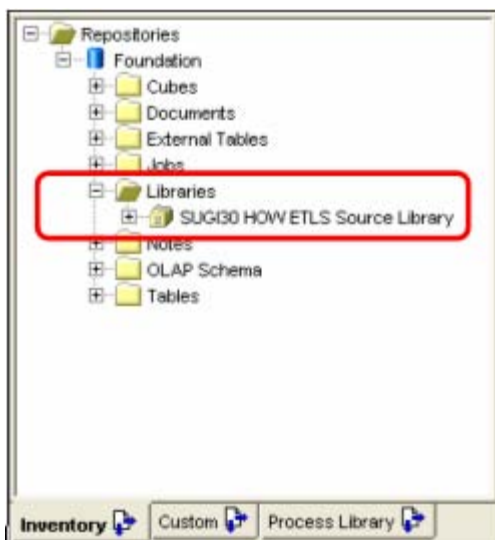 Repositories
Foundation
Cubes
Documents
External Tables
Jobs
Libraries
SUGI30 HOW ETLS Source Library
Notes
OLAP Schema
Tables
Inventory Custom Process Library